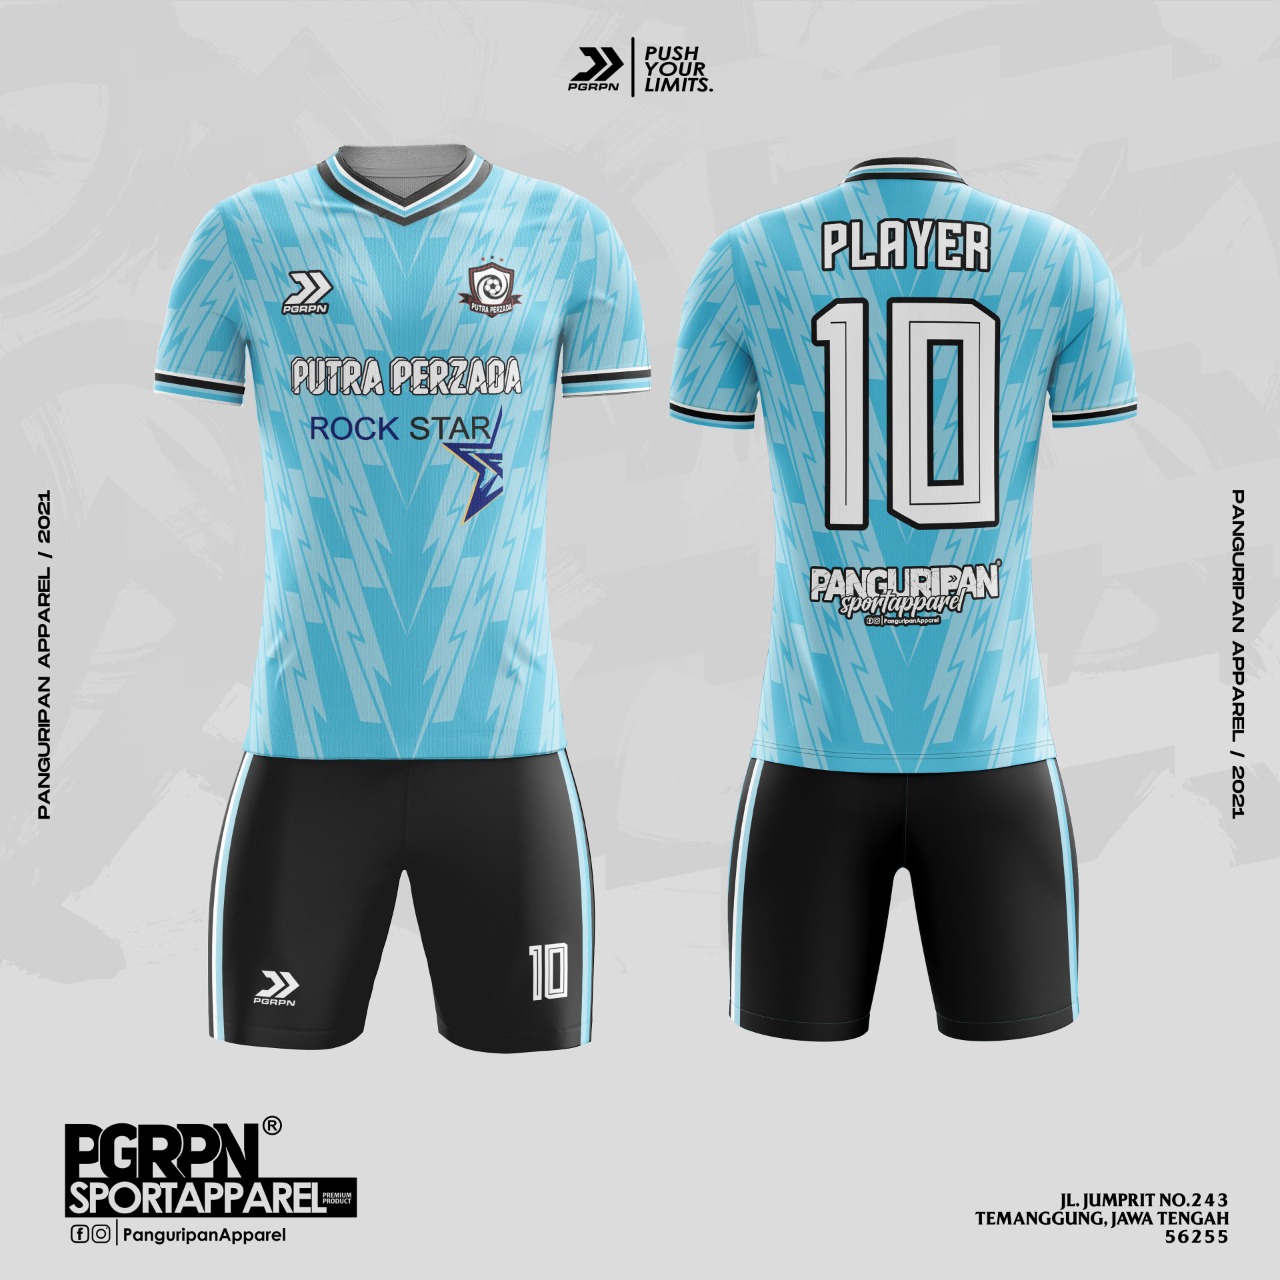 PGRPN
PUSH
YOUR
LIMITS.
PGRPN
PUTRA PERZADA
PUTRA PERZADA
ROCK STAR
PLAYER
10
PANGURIPAN
sportapparel
PanguripanApparel
PANGURIPAN APPAREL / 2021
PANGURIPAN APPAREL / 2021
PGRPN
10
PGRPN®
SPORTAPPAREL PREMIUM PRODUCT
PanguripanApparel
JL. JUMPRIT NO.243
TEMANGGUNG, JAWA TENGAH
56255